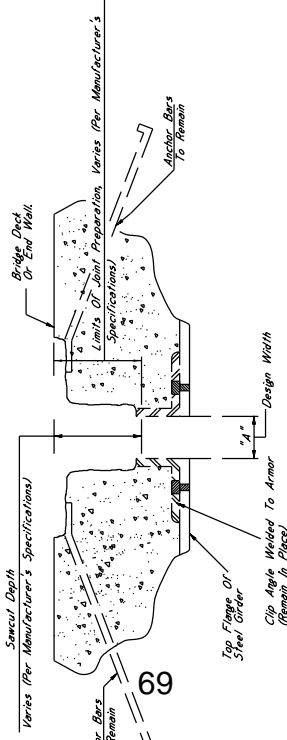 Sawcut Depth
Varies (Per Manufacturer's Specifications)
Bridge Deck
Or End Wall.
Limits Of Joint Preparation, Varies (Per Manufacturer's
Specifications)
Anchor Bars
To Remain
or Bars
Remain
69
Top Flange Of
Steel Girder
Clip Angle Welded To Armor
(Remain In Place)
"A"
Design Width